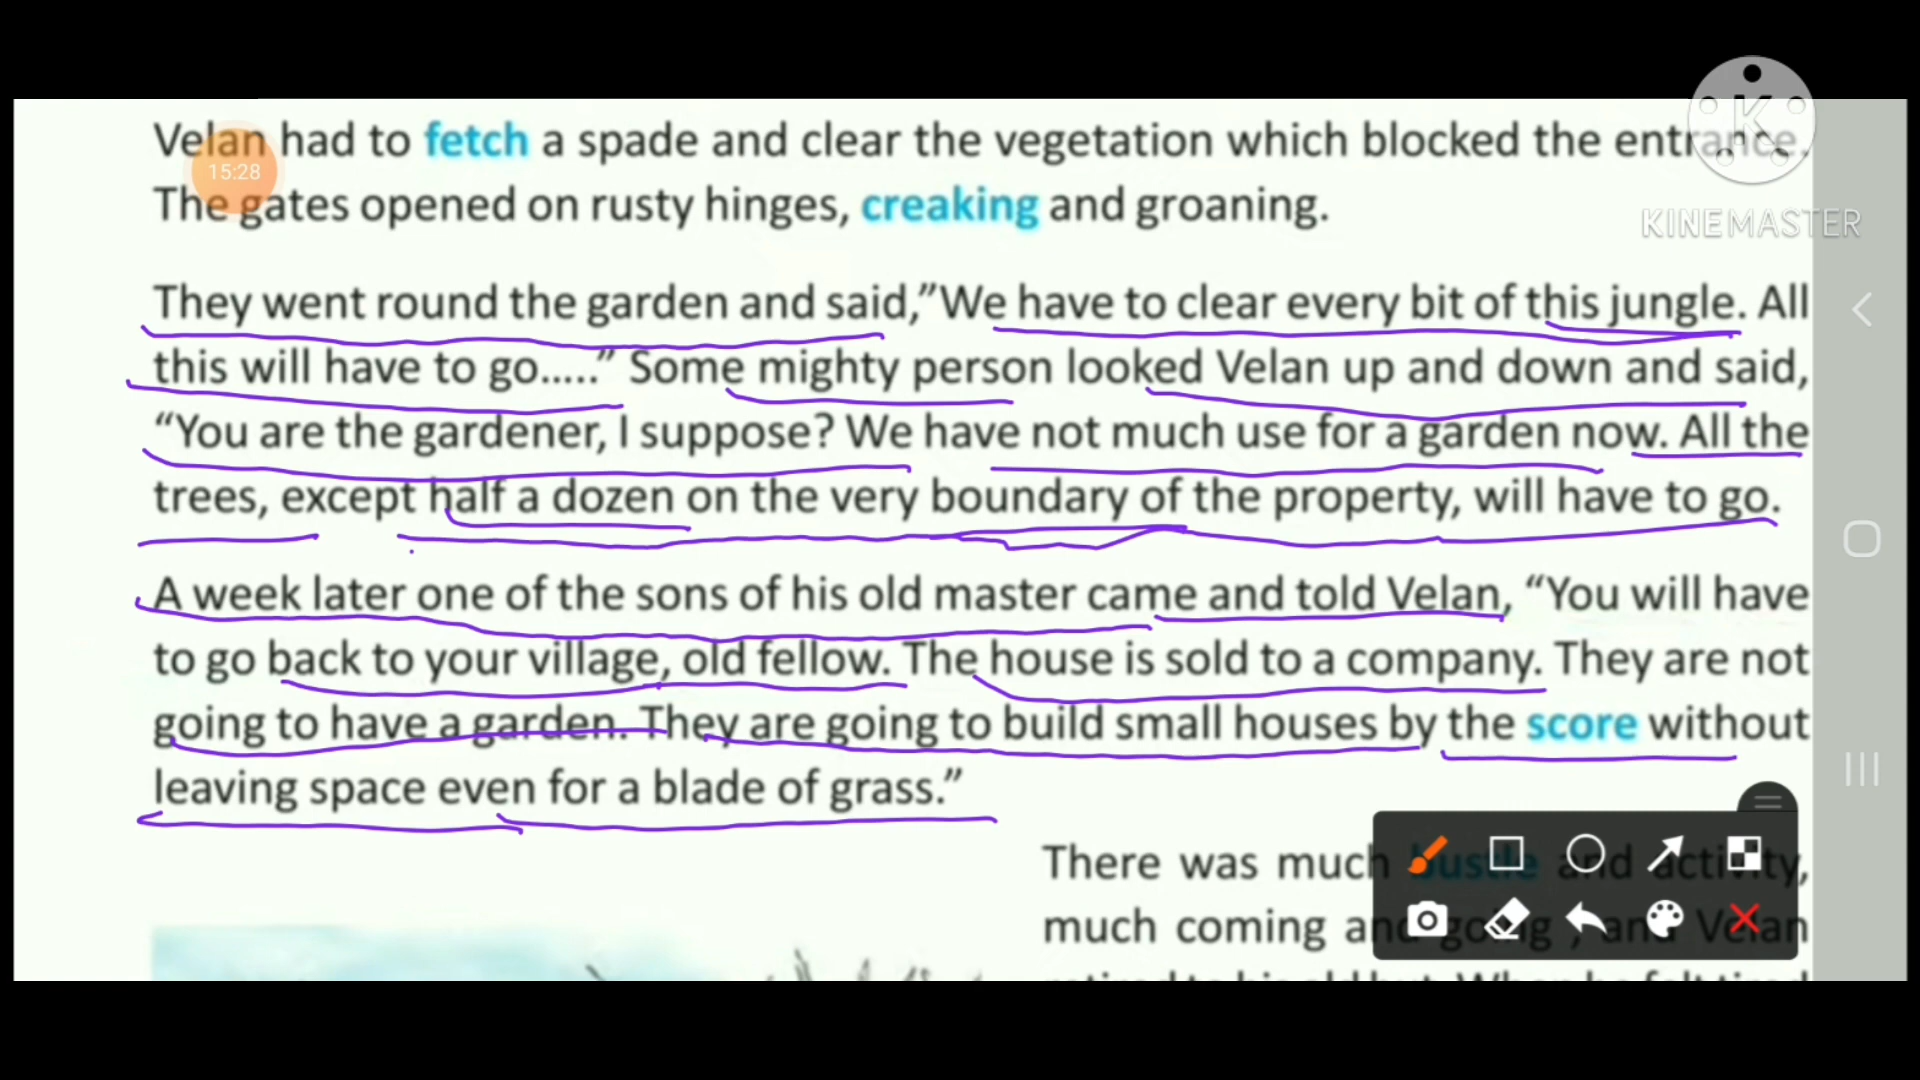 Velan had to fetch a spade and clear the vegetation which blocked the entrance.
15:28
The gates opened on rusty hinges, creaking and groaning.
KINEMASTER
They went round the garden and said,”We have to clear every bit of this jungle. All
this will have to go.....” Some mighty person looked Velan up and down and said,
“You are the gardener, I suppose? We have not much use for a garden now. All the
trees, except half a dozen on the very boundary of the property, will have to go.
A week later one of the sons of his old master came and told Velan, “You will have
to go back to your village, old fellow. The house is sold to a company. They are not
going to have a garden. They are going to build small houses by the score without
leaving space even for a blade of grass.”
There was much bustle and activity,
much coming and going , and Velan